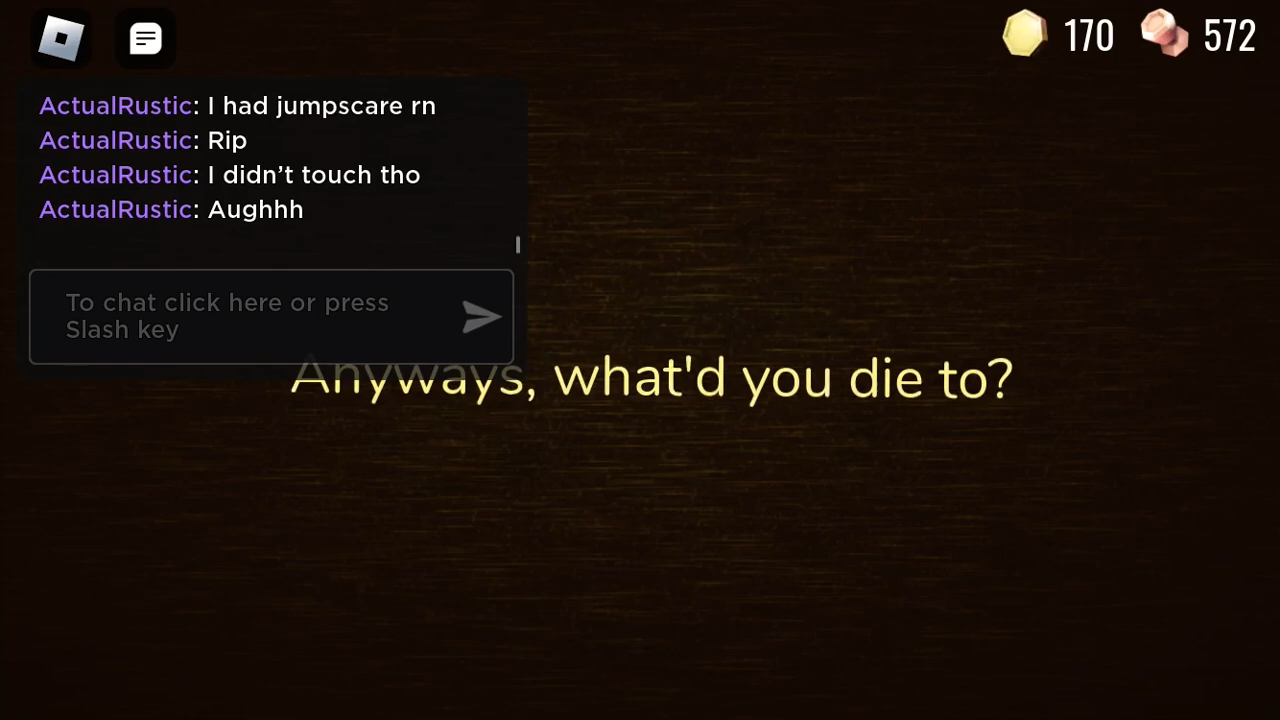 170
572
ActualRustic: I had jumpscare rn
ActualRustic: Rip
ActualRustic: I didn’t touch tho
ActualRustic: Aughhh
To chat click here or press
Slash key
Anyways, what'd you die to?